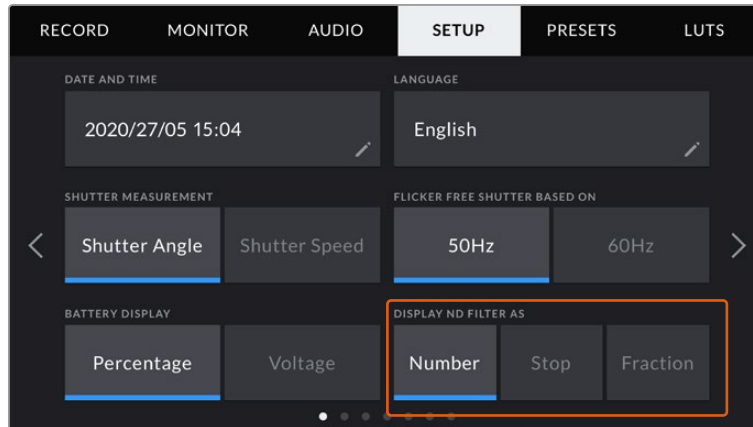 RECORD MONITOR AUDIO SETUP PRESETS LUTS
DATE AND TIME LANGUAGE
2020/27/05 15:04 English
SHUTTER MEASUREMENT FLICKER FREE SHUTTER BASED ON
Shutter Angle Shutter Speed 50Hz 60Hz
BATTERY DISPLAY DISPLAY ND FILTER AS
Percentage Voltage Number Stop Fraction